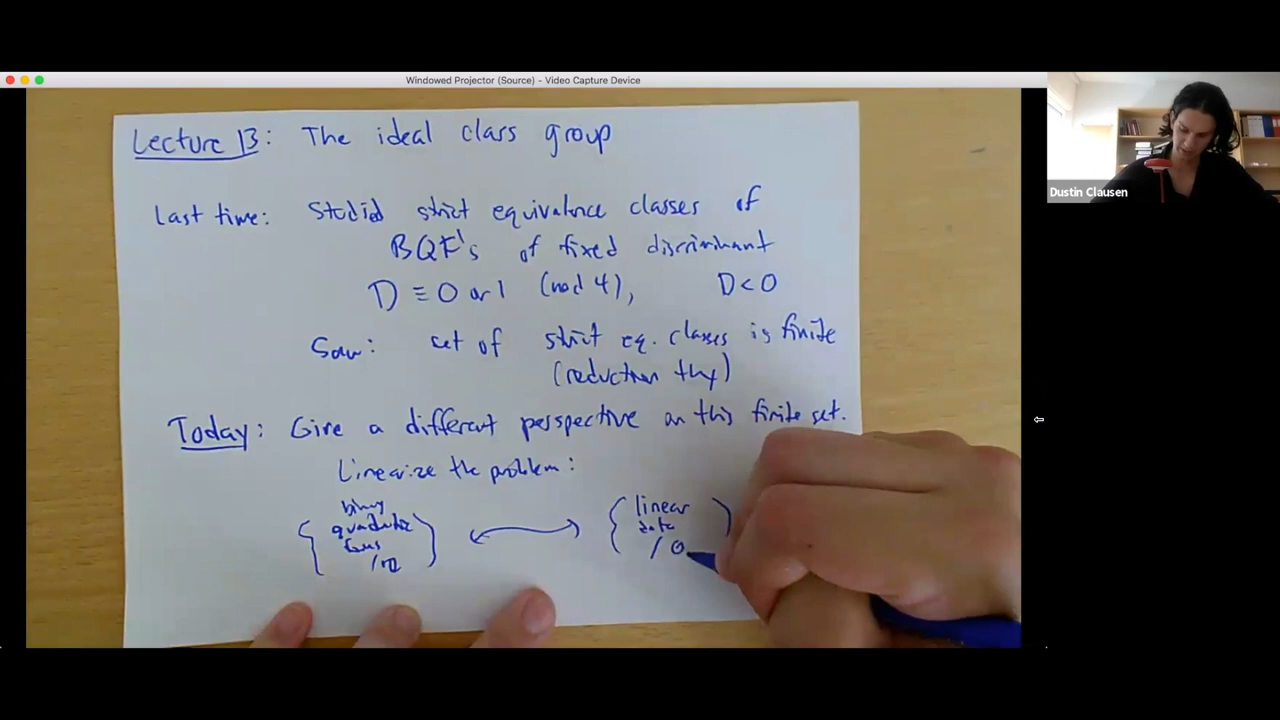 Windowed Projector (Source) - Video Capture Device
Dustin Clausen
Lecture 13: The ideal class group
Last time: Studid strict equivalence classes of
BQF's of fixed discriminant
D ≡ 0 or 1 (mod 4), D < 0
Saw: set of strict eq. classes is finite
(reduction thy)
Today: Give a different perspective on this finite set.
Linearize the problem:
{ binary quadratic forms / } ↔ { linear data / O